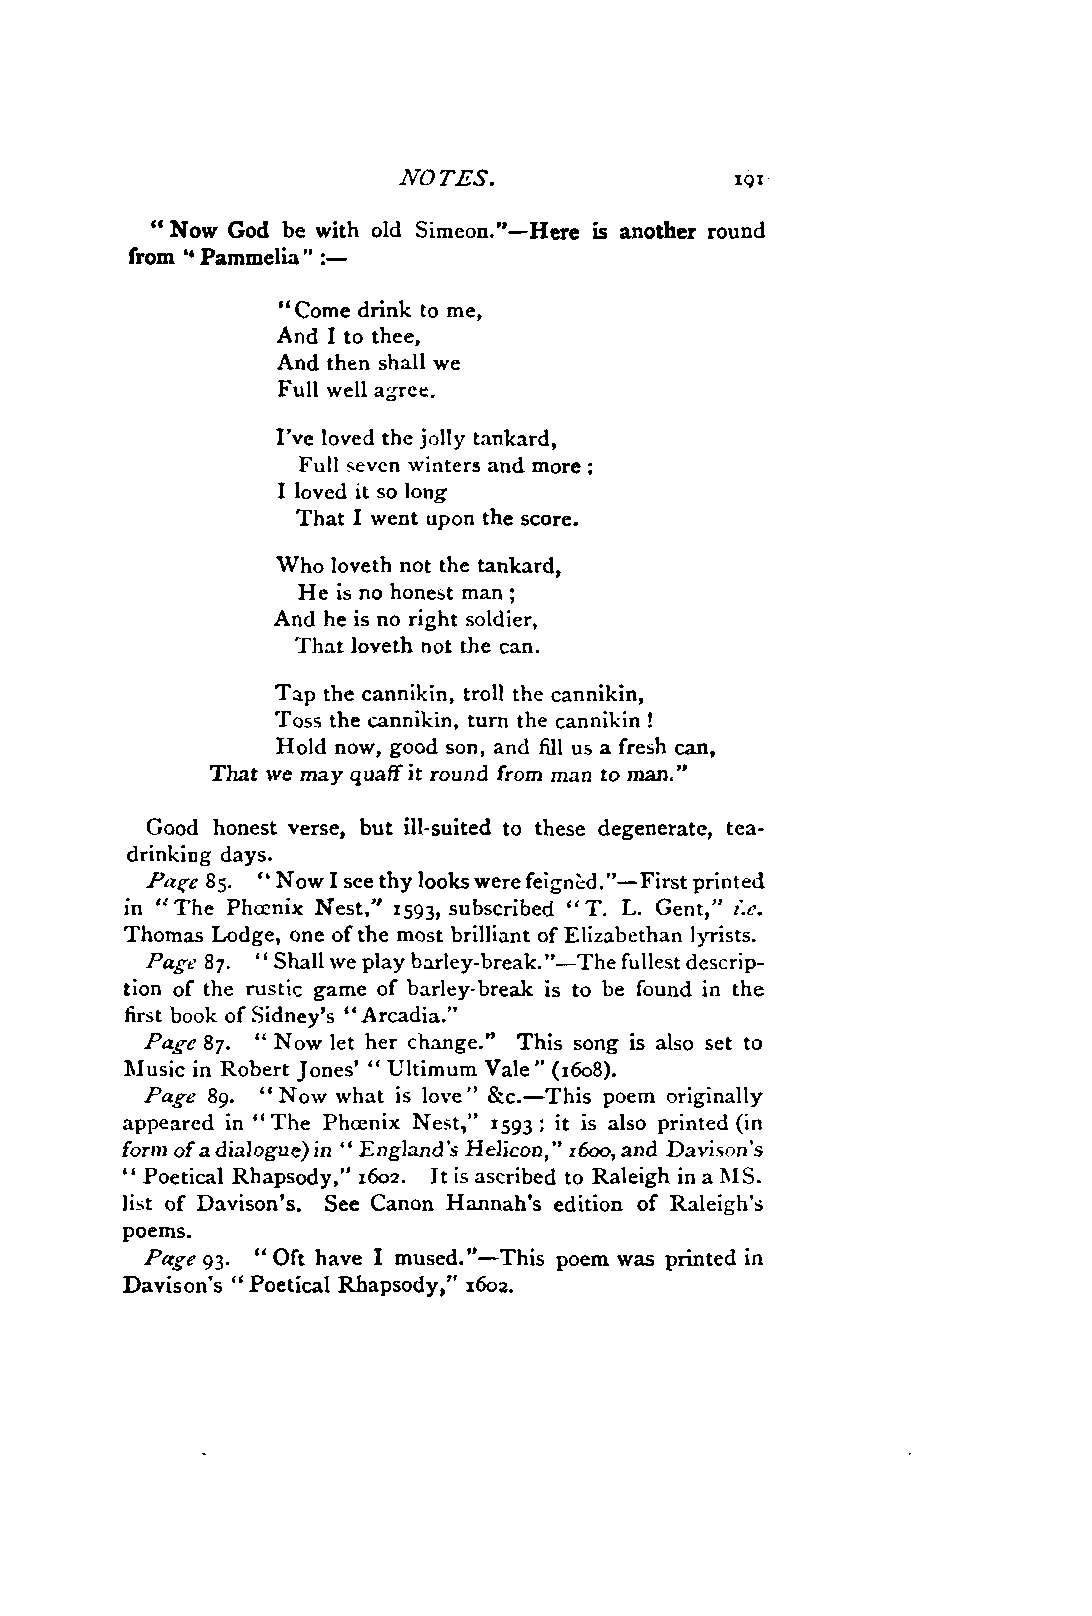 NOTES. 191
“Now God be with old Simeon.”—Here is another round
from “Pammelia” :—
“Come drink to me,
And I to thee,
And then shall we
Full well agree.
I’ve loved the jolly tankard,
Full seven winters and more ;
I loved it so long
That I went upon the score.
Who loveth not the tankard,
He is no honest man ;
And he is no right soldier,
That loveth not the can.
Tap the cannikin, troll the cannikin,
Toss the cannikin, turn the cannikin !
Hold now, good son, and fill us a fresh can,
That we may quaff it round from man to man.”
Good honest verse, but ill-suited to these degenerate, tea-
drinking days.
Page 85. “Now I see thy looks were feignèd.”—First printed
in “The Phœnix Nest,” 1593, subscribed “T. L. Gent,” i.e.
Thomas Lodge, one of the most brilliant of Elizabethan lyrists.
Page 87. “Shall we play barley-break.”—The fullest descrip-
tion of the rustic game of barley-break is to be found in the
first book of Sidney’s “Arcadia.”
Page 87. “Now let her change.” This song is also set to
Music in Robert Jones’ “Ultimum Vale” (1608).
Page 89. “Now what is love” &c.—This poem originally
appeared in “The Phœnix Nest,” 1593 ; it is also printed (in
form of a dialogue) in “England’s Helicon,” 1600, and Davison’s
“Poetical Rhapsody,” 1602. It is ascribed to Raleigh in a MS.
list of Davison’s. See Canon Hannah’s edition of Raleigh’s
poems.
Page 93. “Oft have I mused.”—This poem was printed in
Davison’s “Poetical Rhapsody,” 1602.